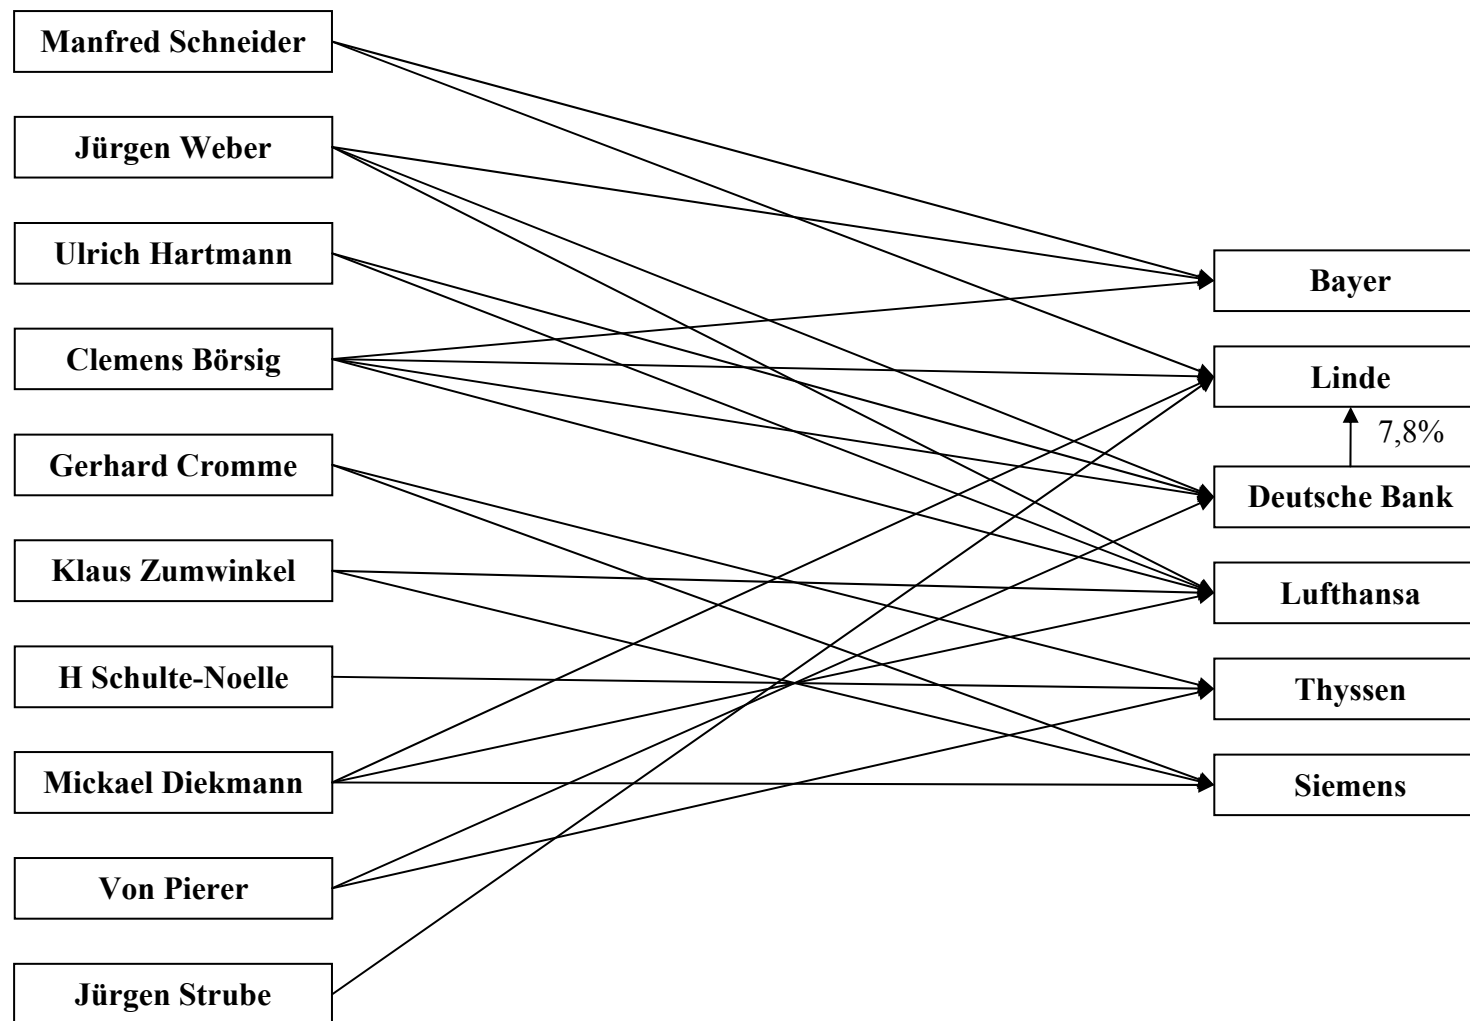 Manfred Schneider
Jürgen Weber
Ulrich Hartmann
Clemens Börsig
Gerhard Cromme
Klaus Zumwinkel
H Schulte-Noelle
Mickael Diekmann
Von Pierer
Jürgen Strube
Bayer
Linde
7,8%
Deutsche Bank
Lufthansa
Thyssen
Siemens